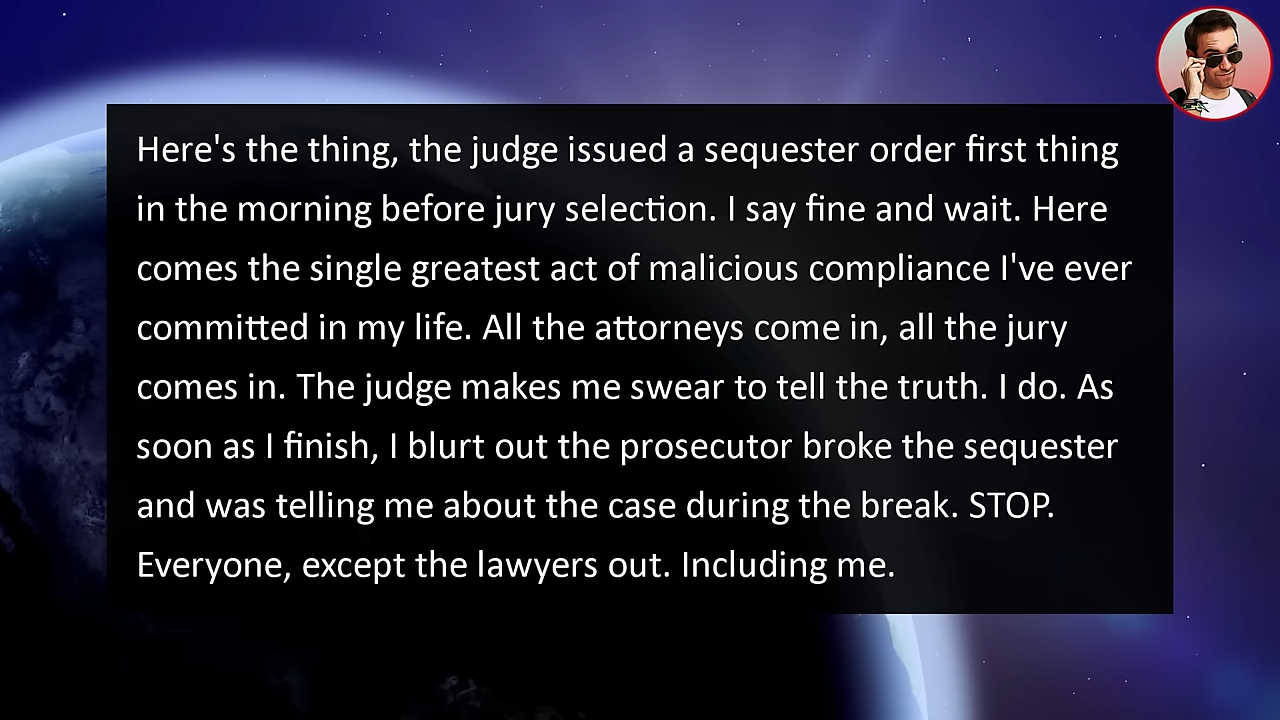 Here's the thing, the judge issued a sequester order first thing
in the morning before jury selection. I say fine and wait. Here
comes the single greatest act of malicious compliance I've ever
committed in my life. All the attorneys come in, all the jury
comes in. The judge makes me swear to tell the truth. I do. As
soon as I finish, I blurt out the prosecutor broke the sequester
and was telling me about the case during the break. STOP.
Everyone, except the lawyers out. Including me.